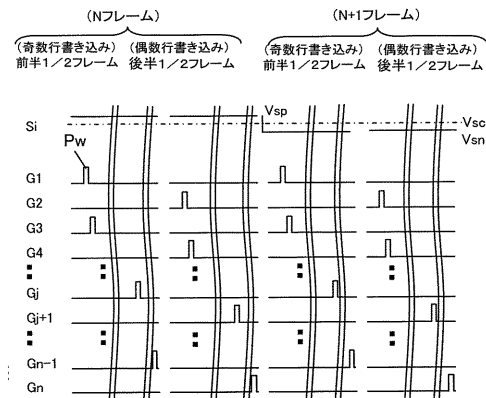 (Nフレーム) (N+1フレーム)
(奇数行書き込み) (偶数行書き込み) (奇数行書き込み) (偶数行書き込み)
前半1/2フレーム 後半1/2フレーム 前半1/2フレーム 後半1/2フレーム
Si
Vsp
Vsc
Vsn
Pw
G1
G2
G3
G4
Gj
Gj+1
Gn-1
Gn